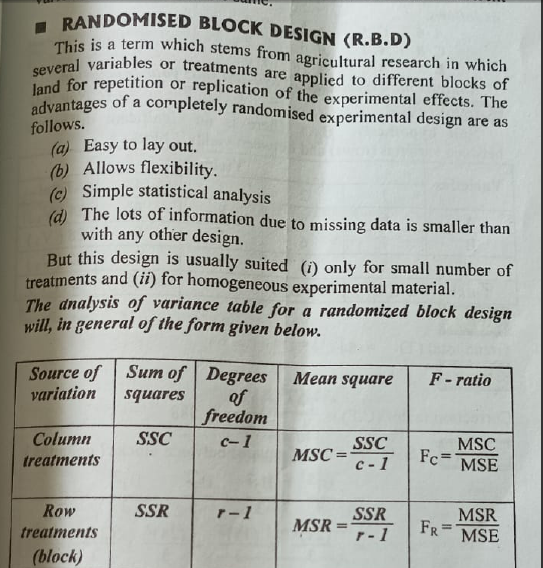 ■ RANDOMISED BLOCK DESIGN (R.B.D)
This is a term which stems from agricultural research in which
several variables or treatments are applied to different blocks of
land for repetition or replication of the experimental effects. The
advantages of a completely randomised experimental design are as
follows.
(a) Easy to lay out.
(b) Allows flexibility.
(c) Simple statistical analysis
(d) The lots of information due to missing data is smaller than
with any other design.
But this design is usually suited (i) only for small number of
treatments and (ii) for homogeneous experimental material.
The analysis of variance table for a randomized block design
will, in general of the form given below.
Source of variation | Sum of squares | Degrees of freedom | Mean square | F - ratio
Column treatments | SSC | c - 1 | MSC = SSC / c - 1 | F_C = MSC / MSE
Row treatments (block) | SSR | r - 1 | MSR = SSR / r - 1 | F_R = MSR / MSE